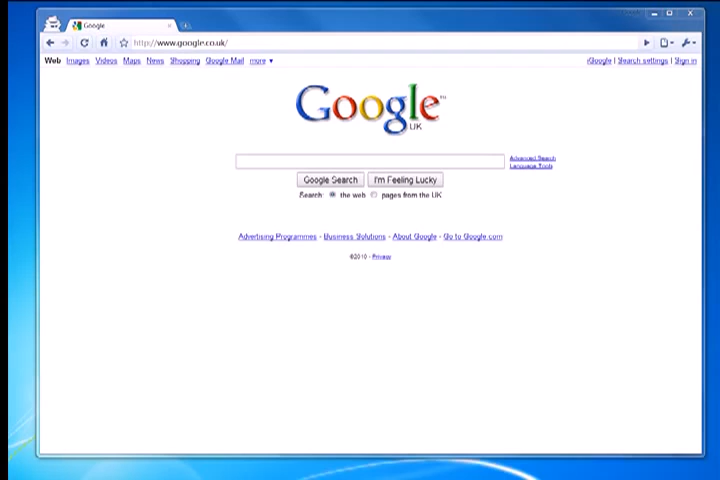 Google
http://www.google.co.uk/
Web Images Videos Maps News Shopping Google Mail more ▼
iGoogle | Search settings | Sign in
Google™
UK
Advanced Search
Language Tools
Google Search I'm Feeling Lucky
Search: the web pages from the UK
Advertising Programmes - Business Solutions - About Google - Go to Google.com
©2010 - Privacy